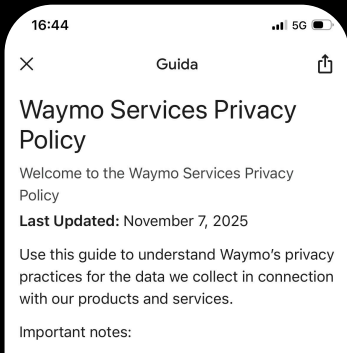 16:44
5G
Guida
Waymo Services Privacy
Policy
Welcome to the Waymo Services Privacy
Policy
Last Updated: November 7, 2025
Use this guide to understand Waymo's privacy
practices for the data we collect in connection
with our products and services.
Important notes: